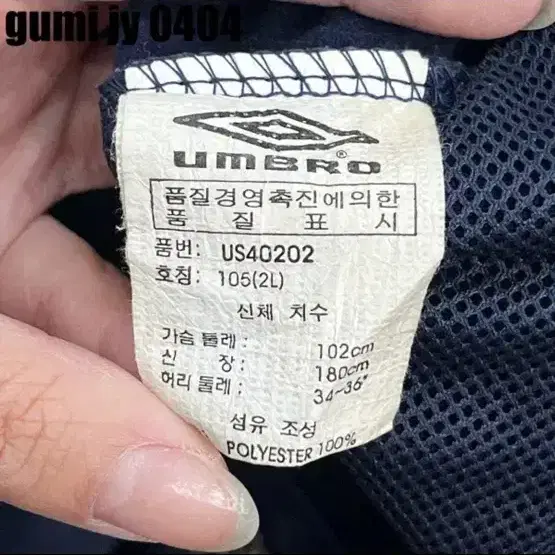 gumi jy 0404
UMBRO®
품질경영촉진에의한
품 질 표 시
품번: US40202
호칭: 105(2L)
신체 치수
가슴 둘레: 102cm
신 장: 180cm
허리 둘레: 34~36"
섬유 조성
POLYESTER 100%